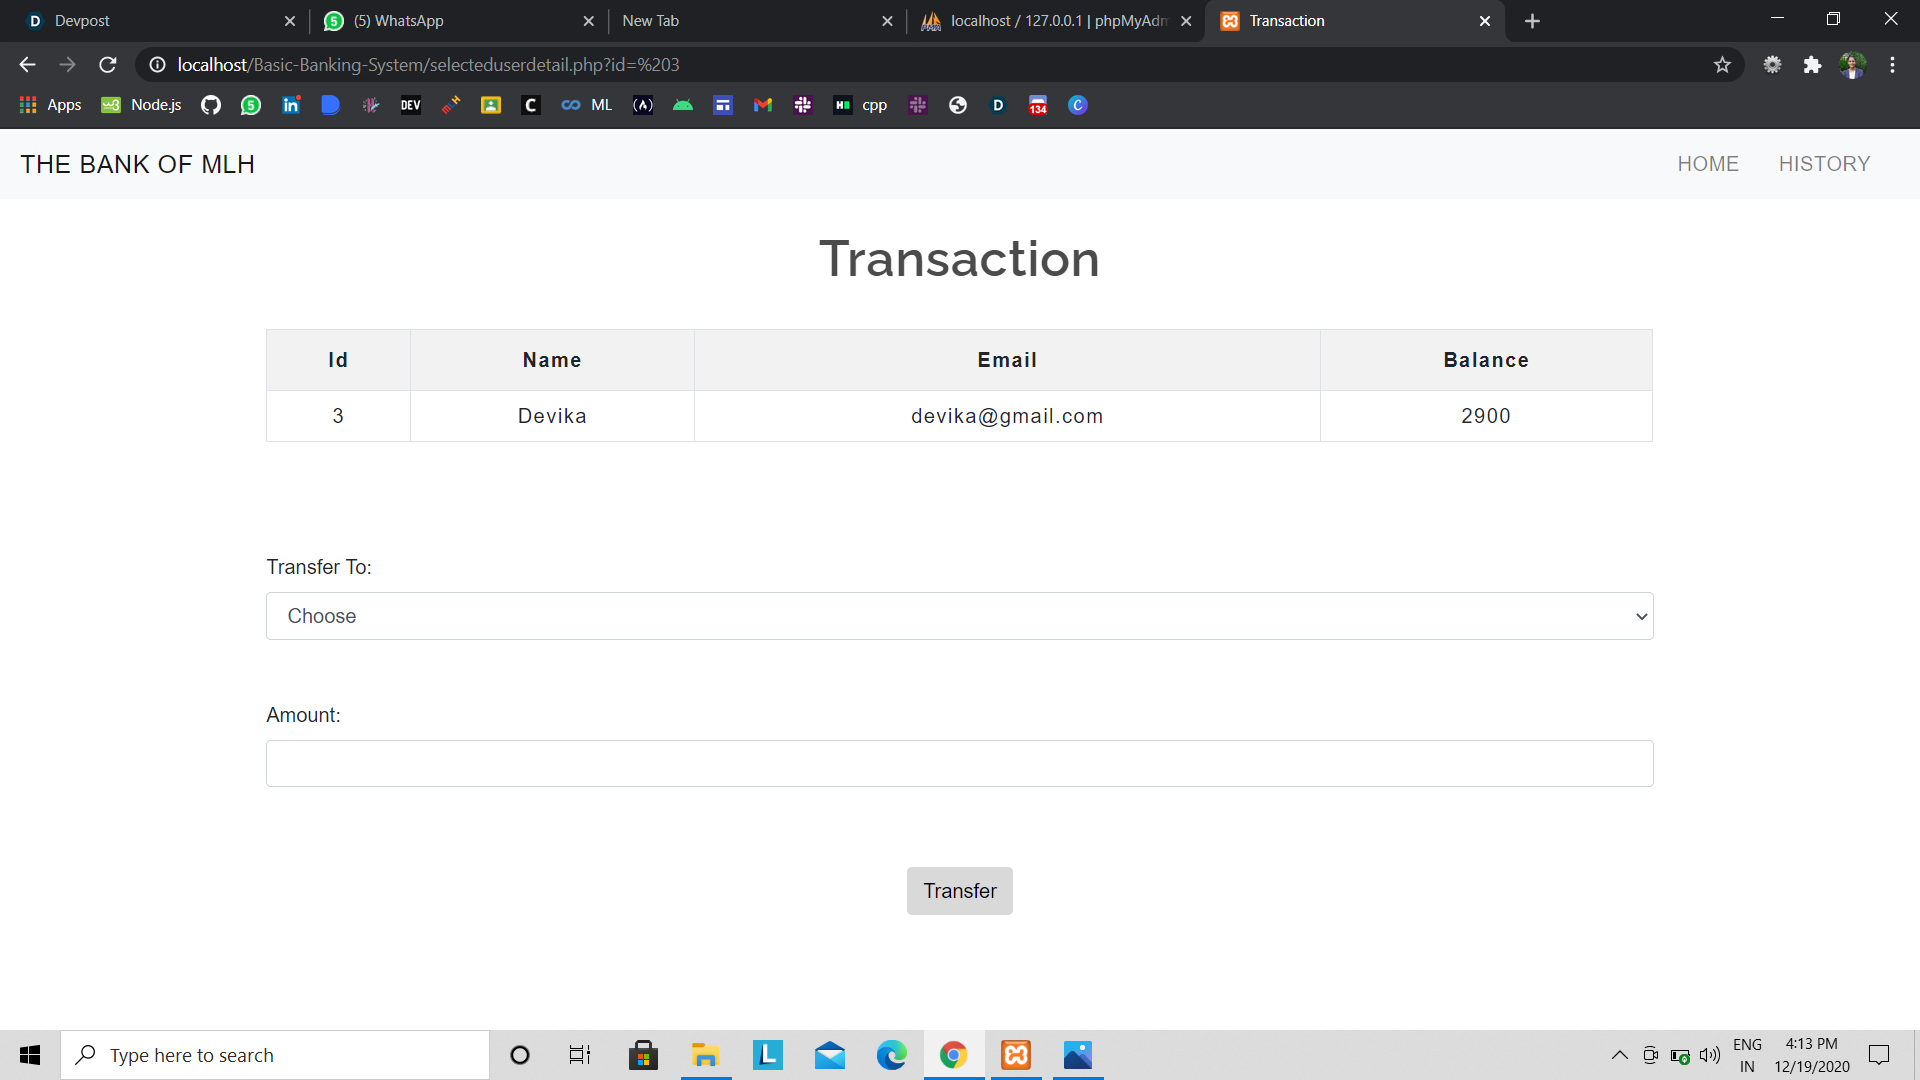 Devpost
(5) WhatsApp
New Tab
localhost / 127.0.0.1 | phpMyAdm
Transaction
localhost/Basic-Banking-System/selecteduserdetail.php?id=%203
Apps
Node.js
DEV
ML
cpp
134
THE BANK OF MLH
HOME
HISTORY
Transaction
Id Name Email Balance
3 Devika devika@gmail.com 2900
Transfer To:
Choose
Amount:
Transfer
Type here to search
ENG
IN
4:13 PM
12/19/2020